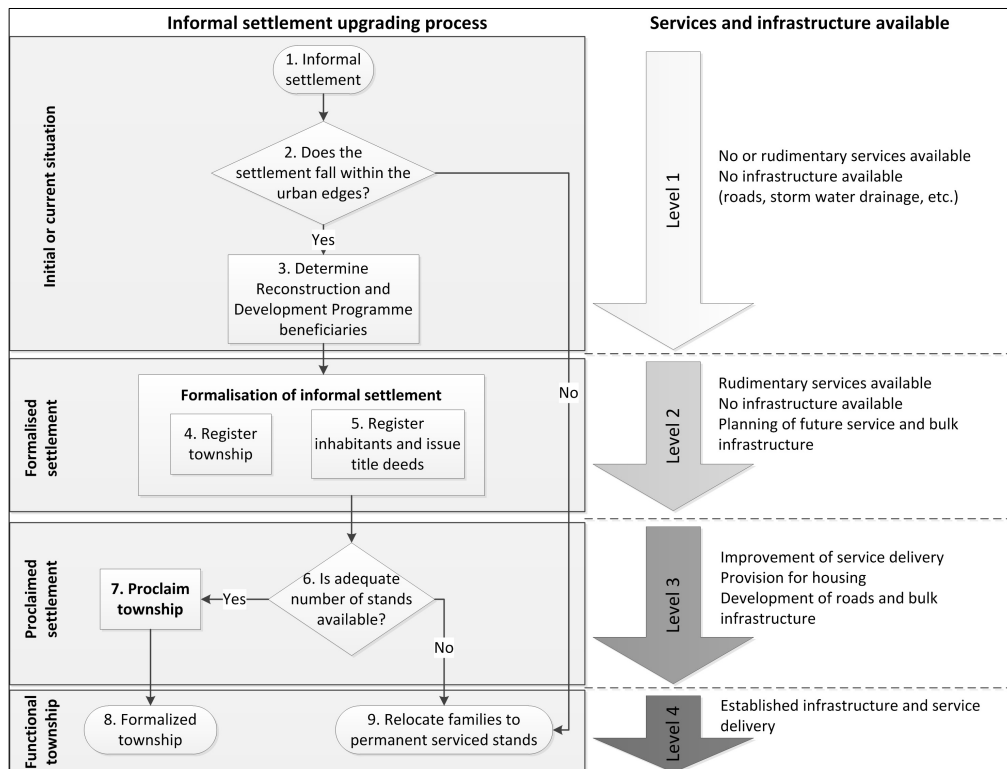 Informal settlement upgrading process
Services and infrastructure available
Initial or current situation
1. Informal
settlement
2. Does the
settlement fall within the
urban edges?
Yes
No
3. Determine
Reconstruction and
Development Programme
beneficiaries
Level 1
No or rudimentary services available
No infrastructure available
(roads, storm water drainage, etc.)
Formalised
settlement
Formalisation of informal settlement
4. Register
township
5. Register
inhabitants and issue
title deeds
Level 2
Rudimentary services available
No infrastructure available
Planning of future service and bulk
infrastructure
Proclaimed
settlement
6. Is adequate
number of stands
available?
Yes
No
7. Proclaim
township
Level 3
Improvement of service delivery
Provision for housing
Development of roads and bulk
infrastructure
Functional
township
8. Formalized
township
9. Relocate families to
permanent serviced stands
Level 4
Established infrastructure and service
delivery